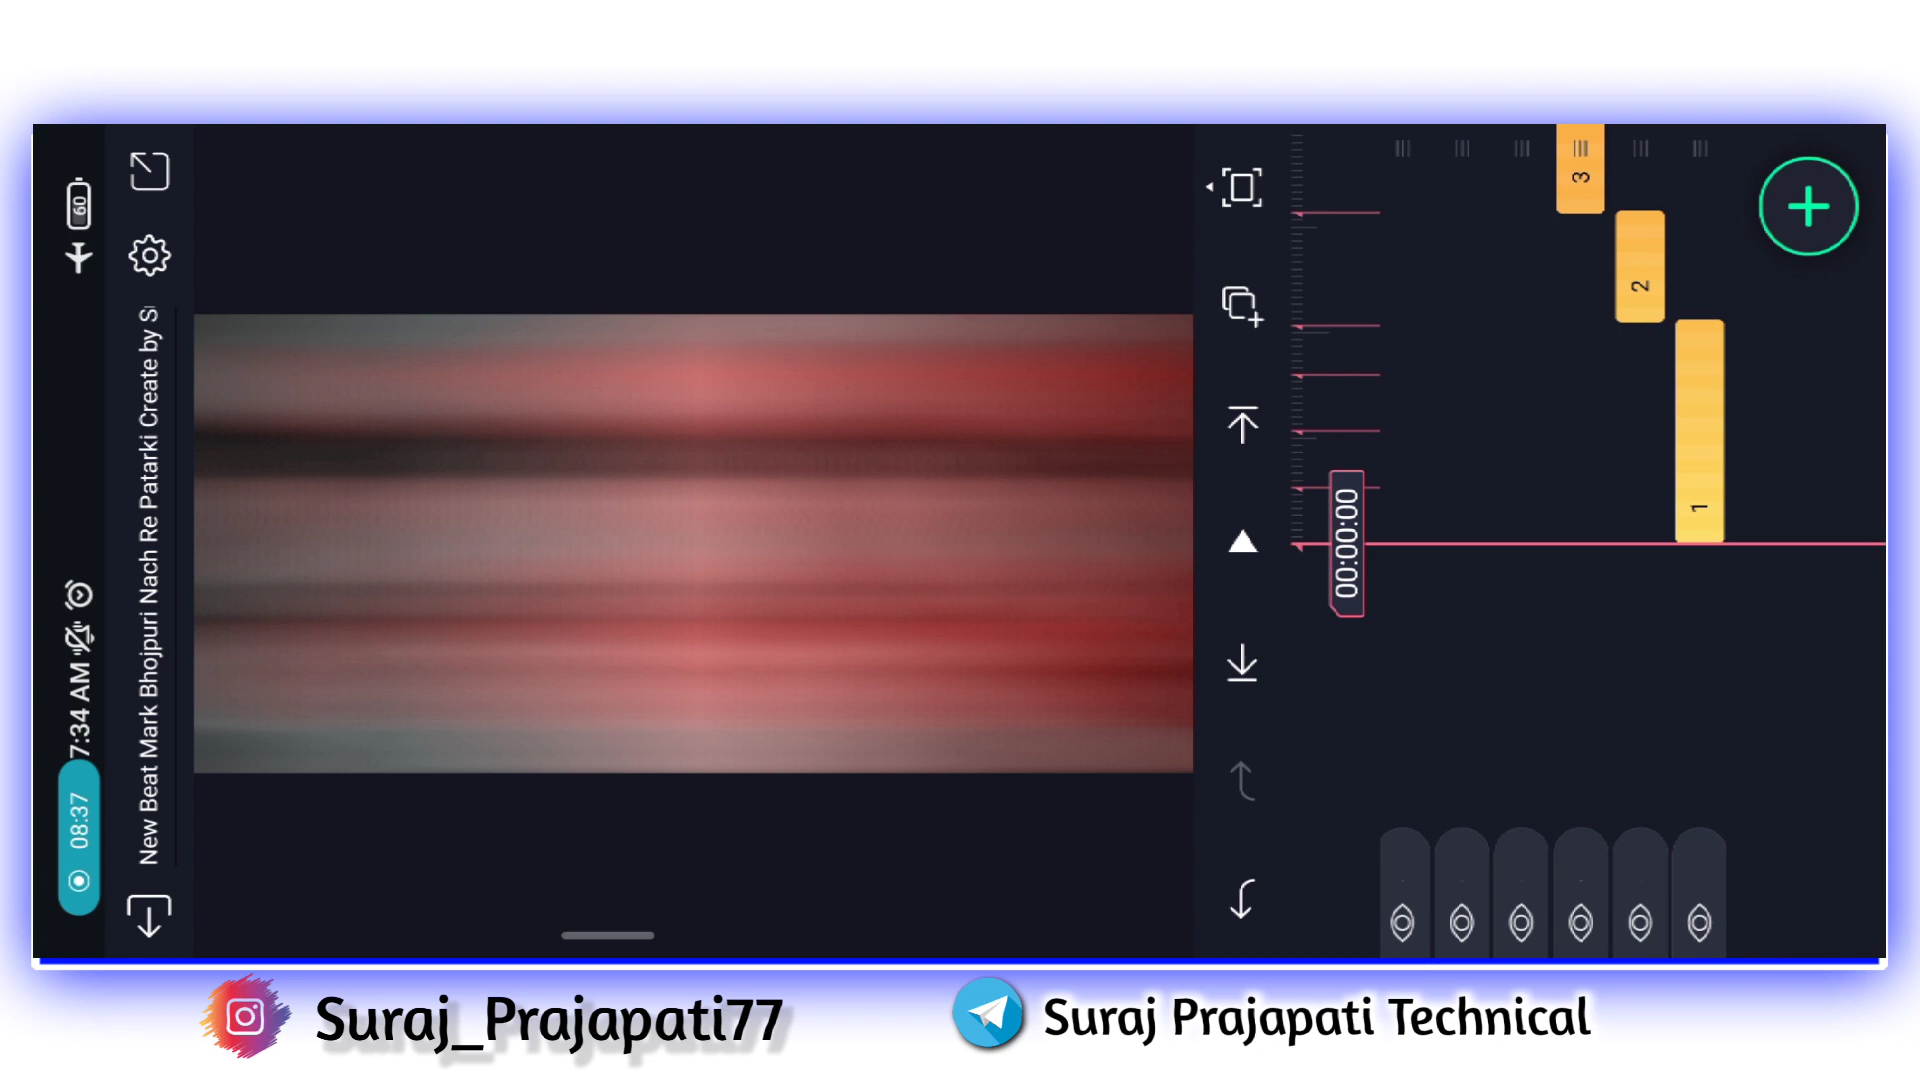 08:37
7:34 AM
60
New Beat Mark Bhojpuri Nach Re Patarki Create by S
00:00:00
3
2
1
Suraj_Prajapati77
Suraj Prajapati Technical